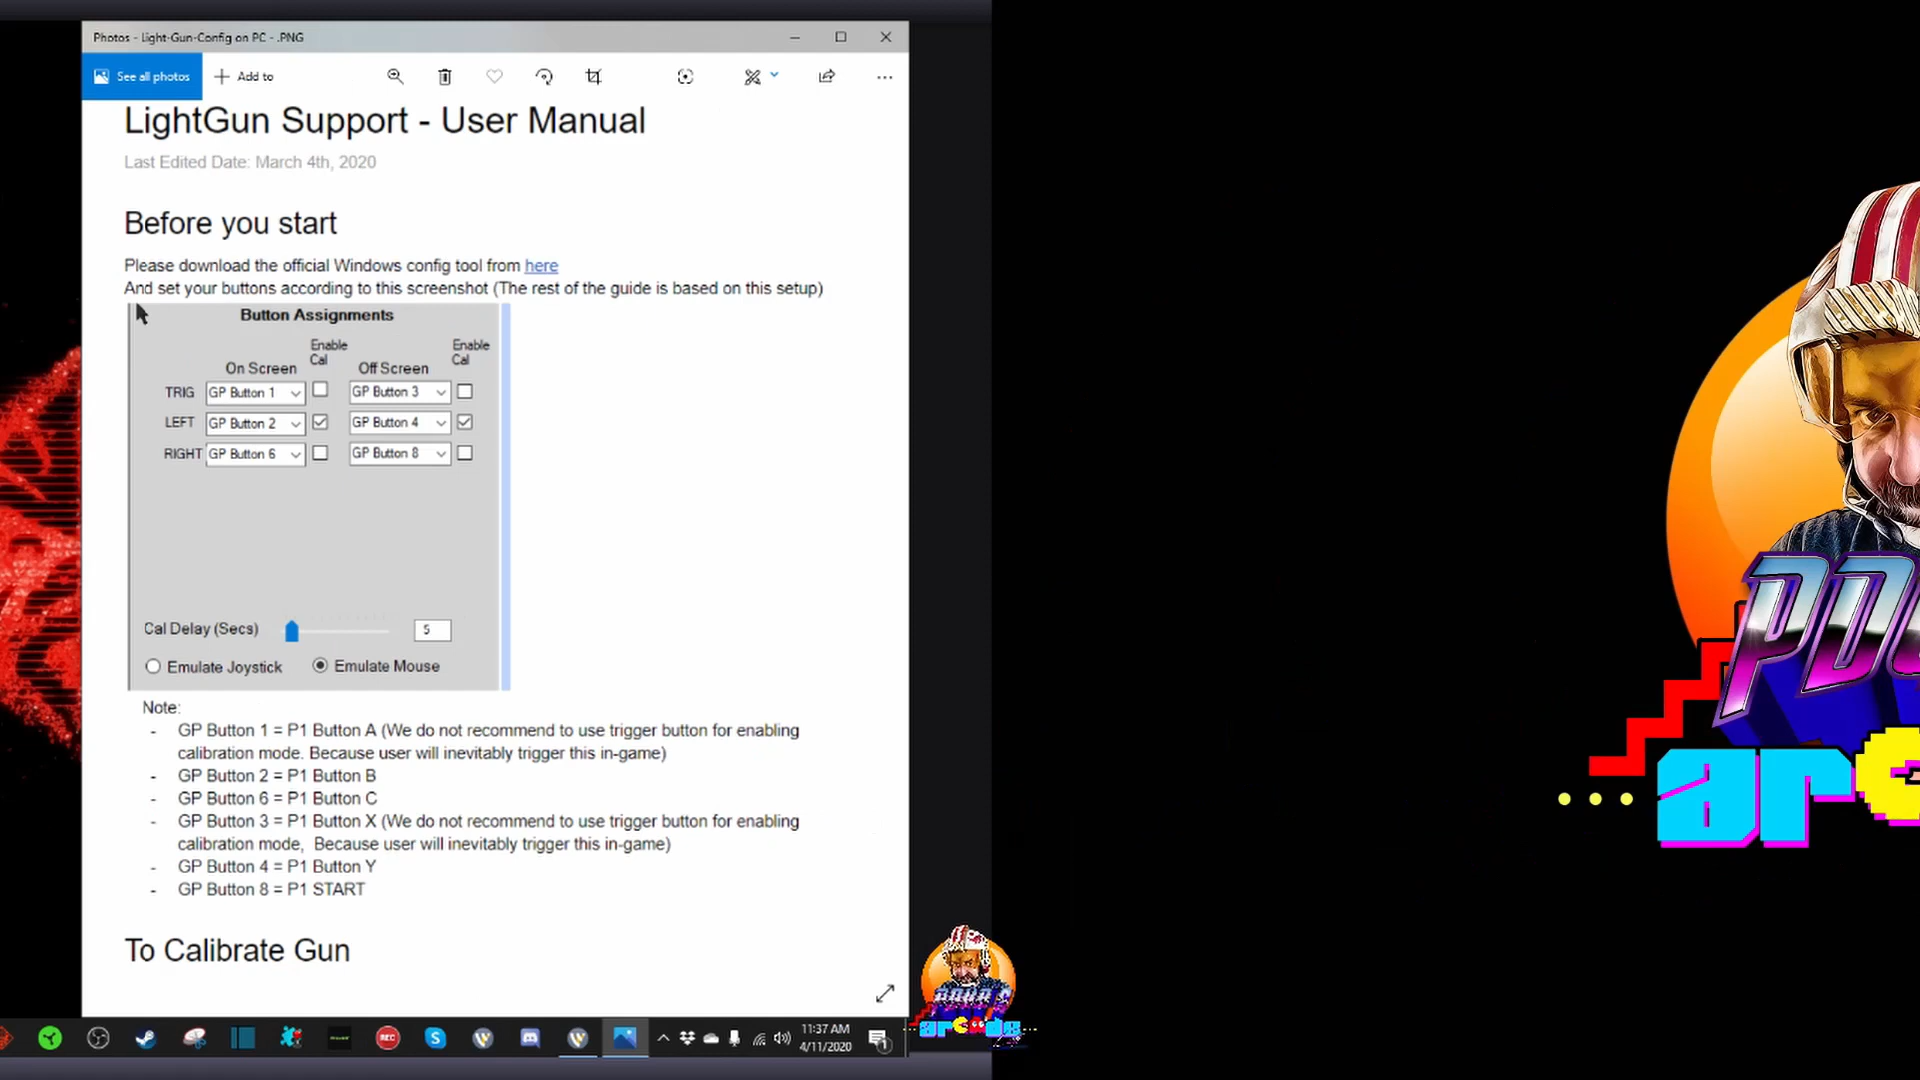 Photos - Light-Gun-Config on PC - .PNG
See all photos
Add to
LightGun Support - User Manual
Last Edited Date: March 4th, 2020
Before you start
Please download the official Windows config tool from here
And set your buttons according to this screenshot (The rest of the guide is based on this setup)
Button Assignments
Enable Cal
Enable Cal
On Screen
Off Screen
TRIG GP Button 1 GP Button 3
LEFT GP Button 2 GP Button 4
RIGHT GP Button 6 GP Button 8
Cal Delay (Secs) 5
Emulate Joystick Emulate Mouse
Note:
- GP Button 1 = P1 Button A (We do not recommend to use trigger button for enabling
calibration mode. Because user will inevitably trigger this in-game)
- GP Button 2 = P1 Button B
- GP Button 6 = P1 Button C
- GP Button 3 = P1 Button X (We do not recommend to use trigger button for enabling
calibration mode, Because user will inevitably trigger this in-game)
- GP Button 4 = P1 Button Y
- GP Button 8 = P1 START
To Calibrate Gun
REC
11:37 AM
4/11/2020
1
arcade